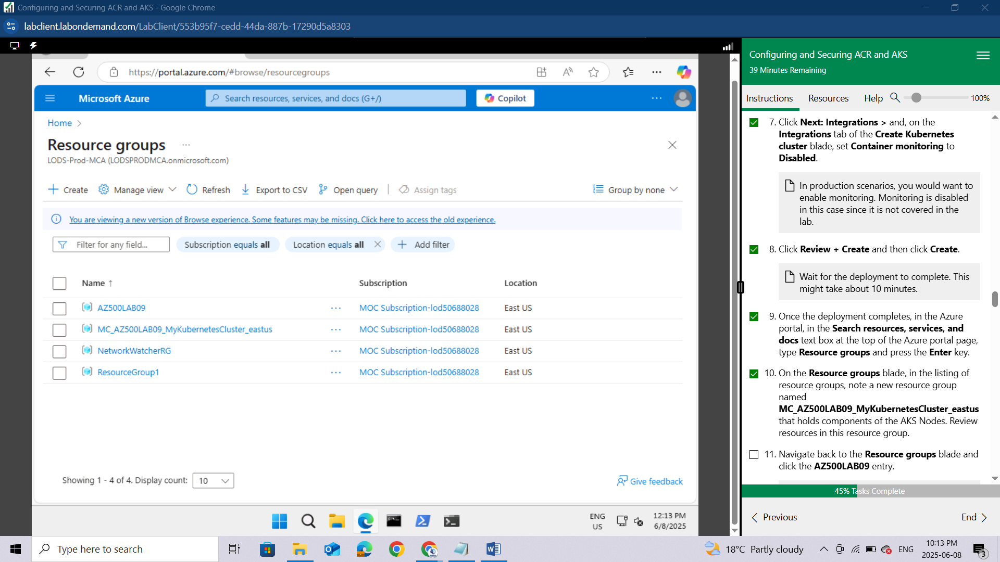 Configuring and Securing ACR and AKS - Google Chrome
labclient.labondemand.com/LabClient/553b95f7-cedd-44da-887b-17290d5a8303
https://portal.azure.com/#browse/resourcegroups
Microsoft Azure
Search resources, services, and docs (G+/)
Copilot
Home >
Resource groups ...
LODS-Prod-MCA (LODSPRODMCA.onmicrosoft.com)
Create
Manage view
Refresh
Export to CSV
Open query
Assign tags
Group by none
You are viewing a new version of Browse experience. Some features may be missing. Click here to access the old experience.
Filter for any field...
Subscription equals all
Location equals all
Add filter
Name ↑ Subscription Location
AZ500LAB09 ... MOC Subscription-lod50688028 East US
MC_AZ500LAB09_MyKubernetesCluster_eastus ... MOC Subscription-lod50688028 East US
NetworkWatcherRG ... MOC Subscription-lod50688028 East US
ResourceGroup1 ... MOC Subscription-lod50688028 East US
Showing 1 - 4 of 4. Display count: 10
Give feedback
ENG
US
12:13 PM
6/8/2025
Configuring and Securing ACR and AKS
39 Minutes Remaining
Instructions Resources Help 100%
7. Click Next: Integrations > and, on the
Integrations tab of the Create Kubernetes
cluster blade, set Container monitoring to
Disabled.
In production scenarios, you would want to
enable monitoring. Monitoring is disabled
in this case since it is not covered in the
lab.
8. Click Review + Create and then click Create.
Wait for the deployment to complete. This
might take about 10 minutes.
9. Once the deployment completes, in the Azure
portal, in the Search resources, services, and
docs text box at the top of the Azure portal page,
type Resource groups and press the Enter key.
10. On the Resource groups blade, in the listing of
resource groups, note a new resource group
named
MC_AZ500LAB09_MyKubernetesCluster_eastus
that holds components of the AKS Nodes. Review
resources in this resource group.
11. Navigate back to the Resource groups blade and
click the AZ500LAB09 entry.
45% Tasks Complete
Previous
End
Type here to search
18°C Partly cloudy
ENG
10:13 PM
2025-06-08
3